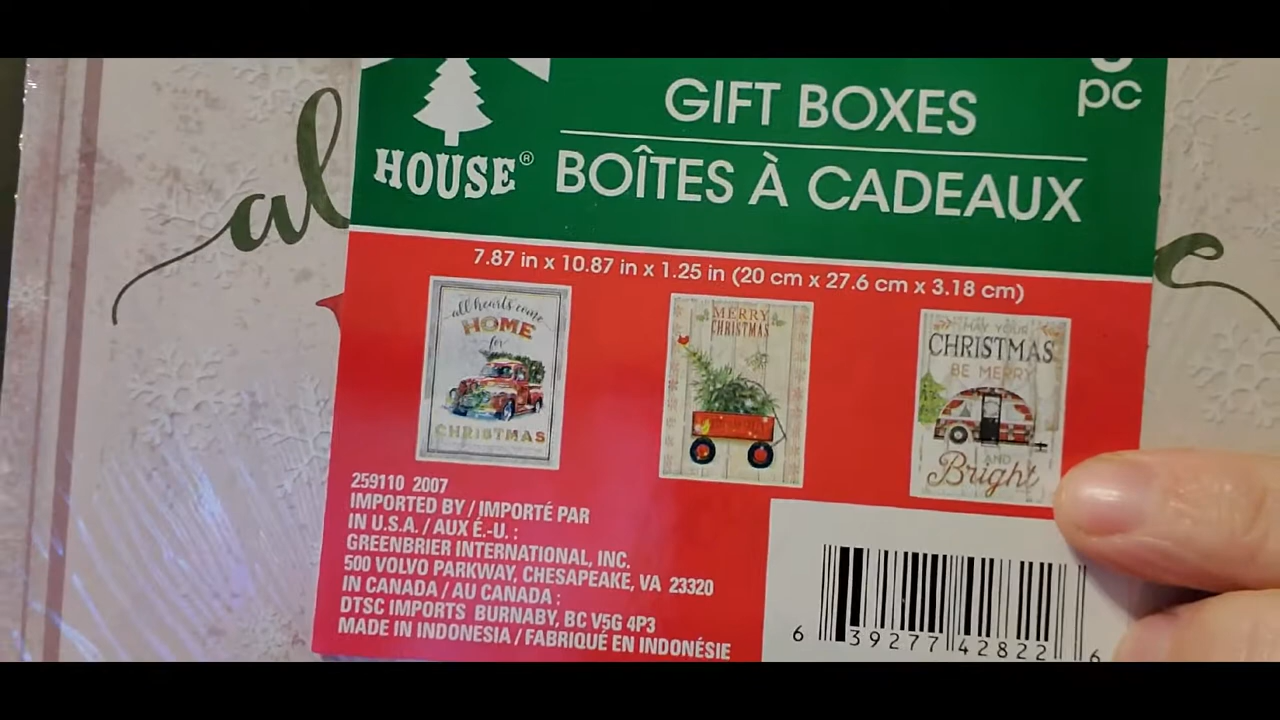 al
e
HOUSE®
GIFT BOXES
BOÎTES À CADEAUX
pc
7.87 in x 10.87 in x 1.25 in (20 cm x 27.6 cm x 3.18 cm)
all hearts come
HOME
for
CHRISTMAS
MERRY
CHRISTMAS
MAY YOUR
CHRISTMAS
BE MERRY
AND
Bright
259110 2007
IMPORTED BY / IMPORTÉ PAR
IN U.S.A. / AUX É.-U. :
GREENBRIER INTERNATIONAL, INC.
500 VOLVO PARKWAY, CHESAPEAKE, VA 23320
IN CANADA / AU CANADA :
DTSC IMPORTS BURNABY, BC V5G 4P3
MADE IN INDONESIA / FABRIQUÉ EN INDONÉSIE
6 39277 42822 6